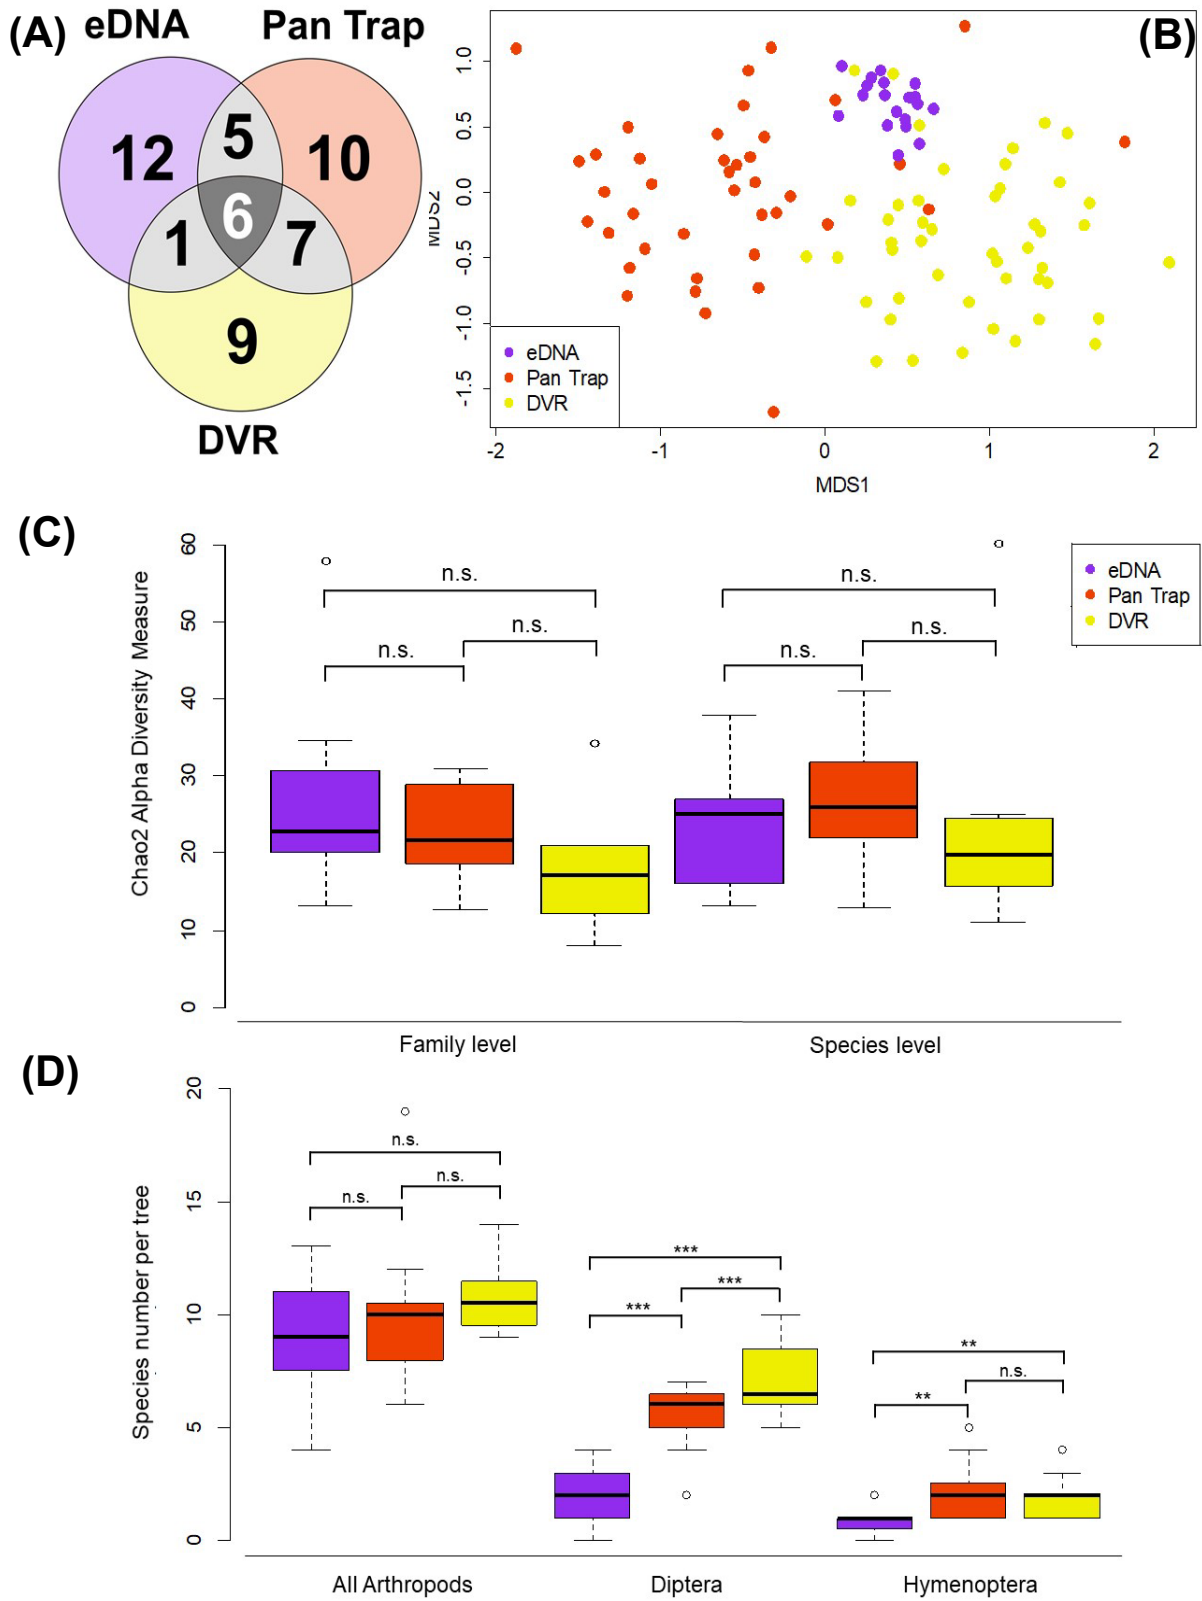 (A) eDNA Pan Trap
12 5 10
6
1 7
9
DVR
(B)
MDS2
1.0
0.5
0.0
-0.5
-1.0
-1.5
eDNA
Pan Trap
DVR
-2 -1 0 1 2
MDS1
(C)
Chao2 Alpha Diversity Measure
60
50
40
30
20
10
0
n.s.
n.s.
n.s.
n.s.
n.s.
n.s.
eDNA
Pan Trap
DVR
Family level Species level
(D)
Species number per tree
20
15
10
5
0
n.s.
n.s.
n.s.
***
***
***
**
n.s.
**
All Arthropods Diptera Hymenoptera